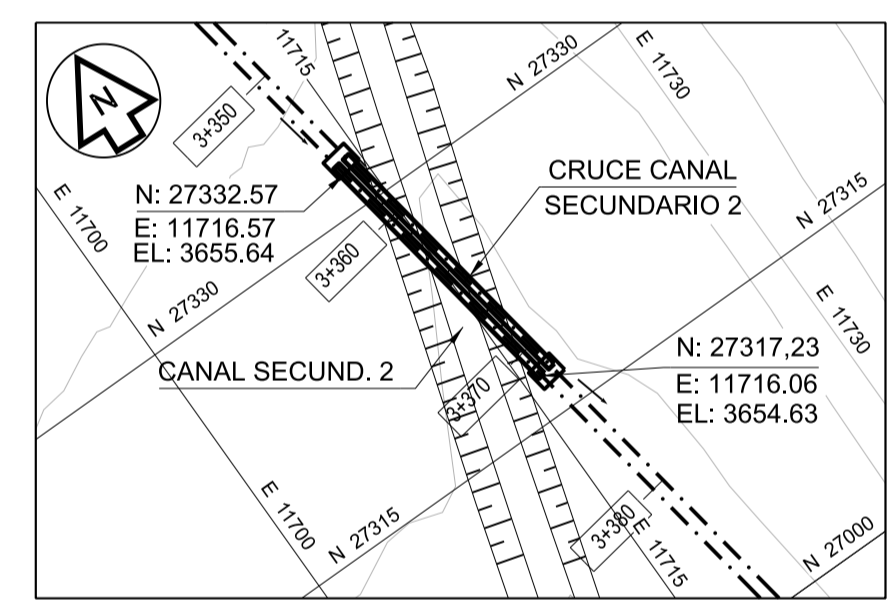 11715
N 27330
E 11730
N
3+350
CRUCE CANAL
SECUNDARIO 2
N: 27332.57
E: 11716.57
EL: 3655.64
E 11700
N 27315
3+360
N 27330
E 11730
N: 27317,23
E: 11716.06
EL: 3654.63
CANAL SECUND. 2
3+370
E 11700
N 27315
3+380
E 11715
N 27000